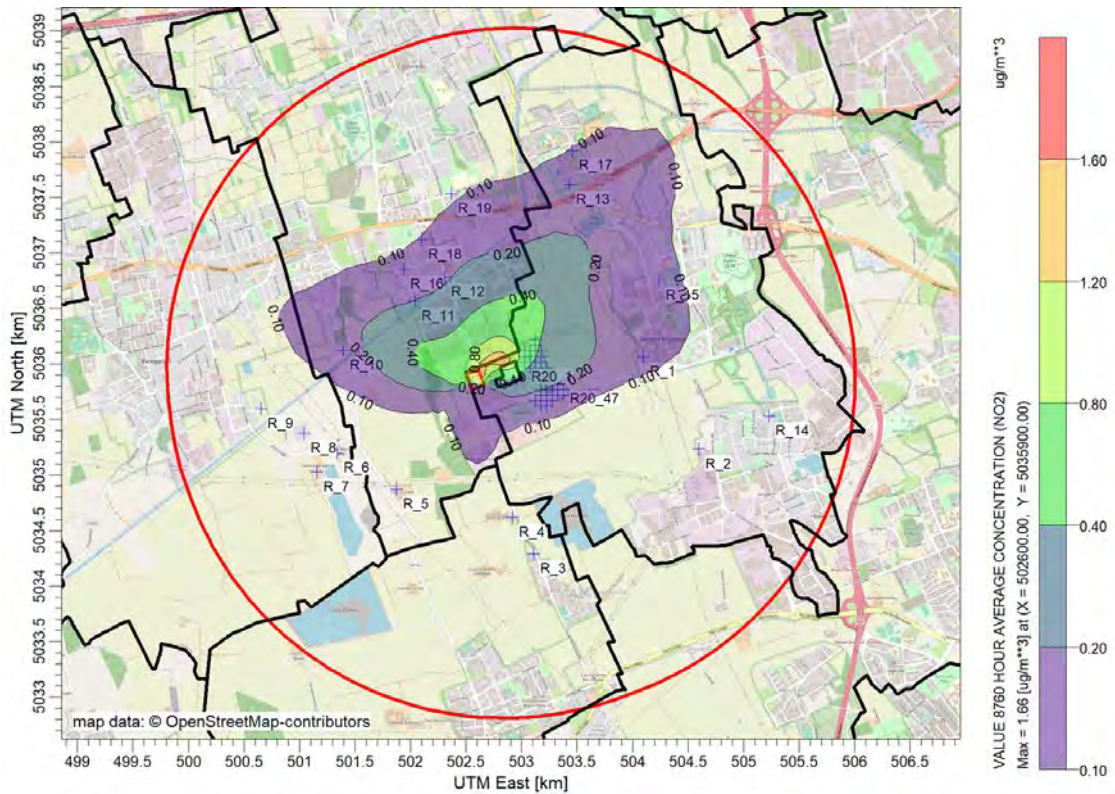 5039
5038.5
5038
5037.5
5037
5036.5
5036
5035.5
5035
5034.5
5034
5033.5
5033
UTM North [km]
0.10
R_17
0.10
R_13
0.10
R_19
R_18
0.10
R_16
0.20
0.20
R_12
0.10
0.40
R_11
0.10
0.20
R_10
0.40
0.80
R20
R_1
0.20
0.20
0.10
R20_47
0.10
0.10
0.10
R_9
R_8
R_6
R_7
R_5
R_14
R_2
R_4
R_3
map data: © OpenStreetMap-contributors
499 499.5 500 500.5 501 501.5 502 502.5 503 503.5 504 504.5 505 505.5 506 506.5
UTM East [km]
ug/m**3
1.60
1.20
0.80
0.40
0.20
0.10
VALUE 8760 HOUR AVERAGE CONCENTRATION (NO2)
Max = 1.66 [ug/m**3] at (X = 502600.00, Y = 5035900.00)